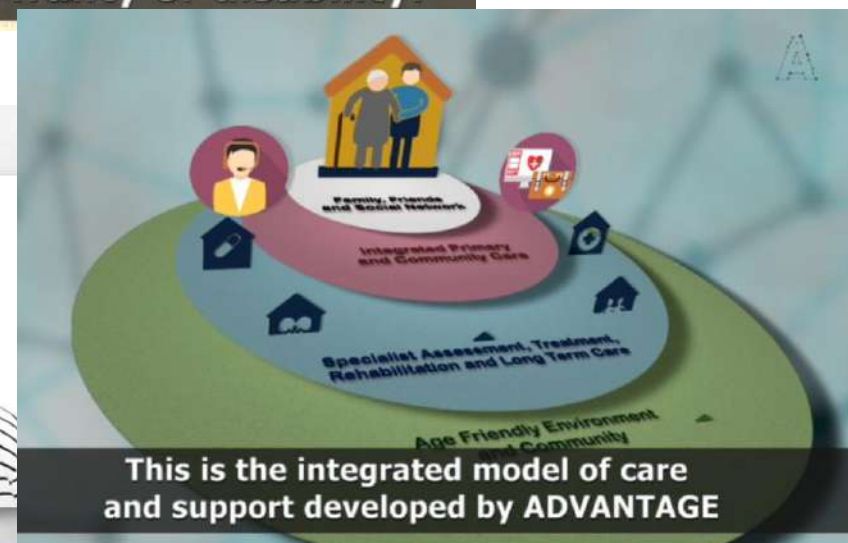 Family, Friends
and Social Network
Integrated Primary
and Community Care
Specialist Assessment, Treatment,
Rehabilitation and Long Term Care
Age Friendly Environment
and Community
This is the integrated model of care
and support developed by ADVANTAGE